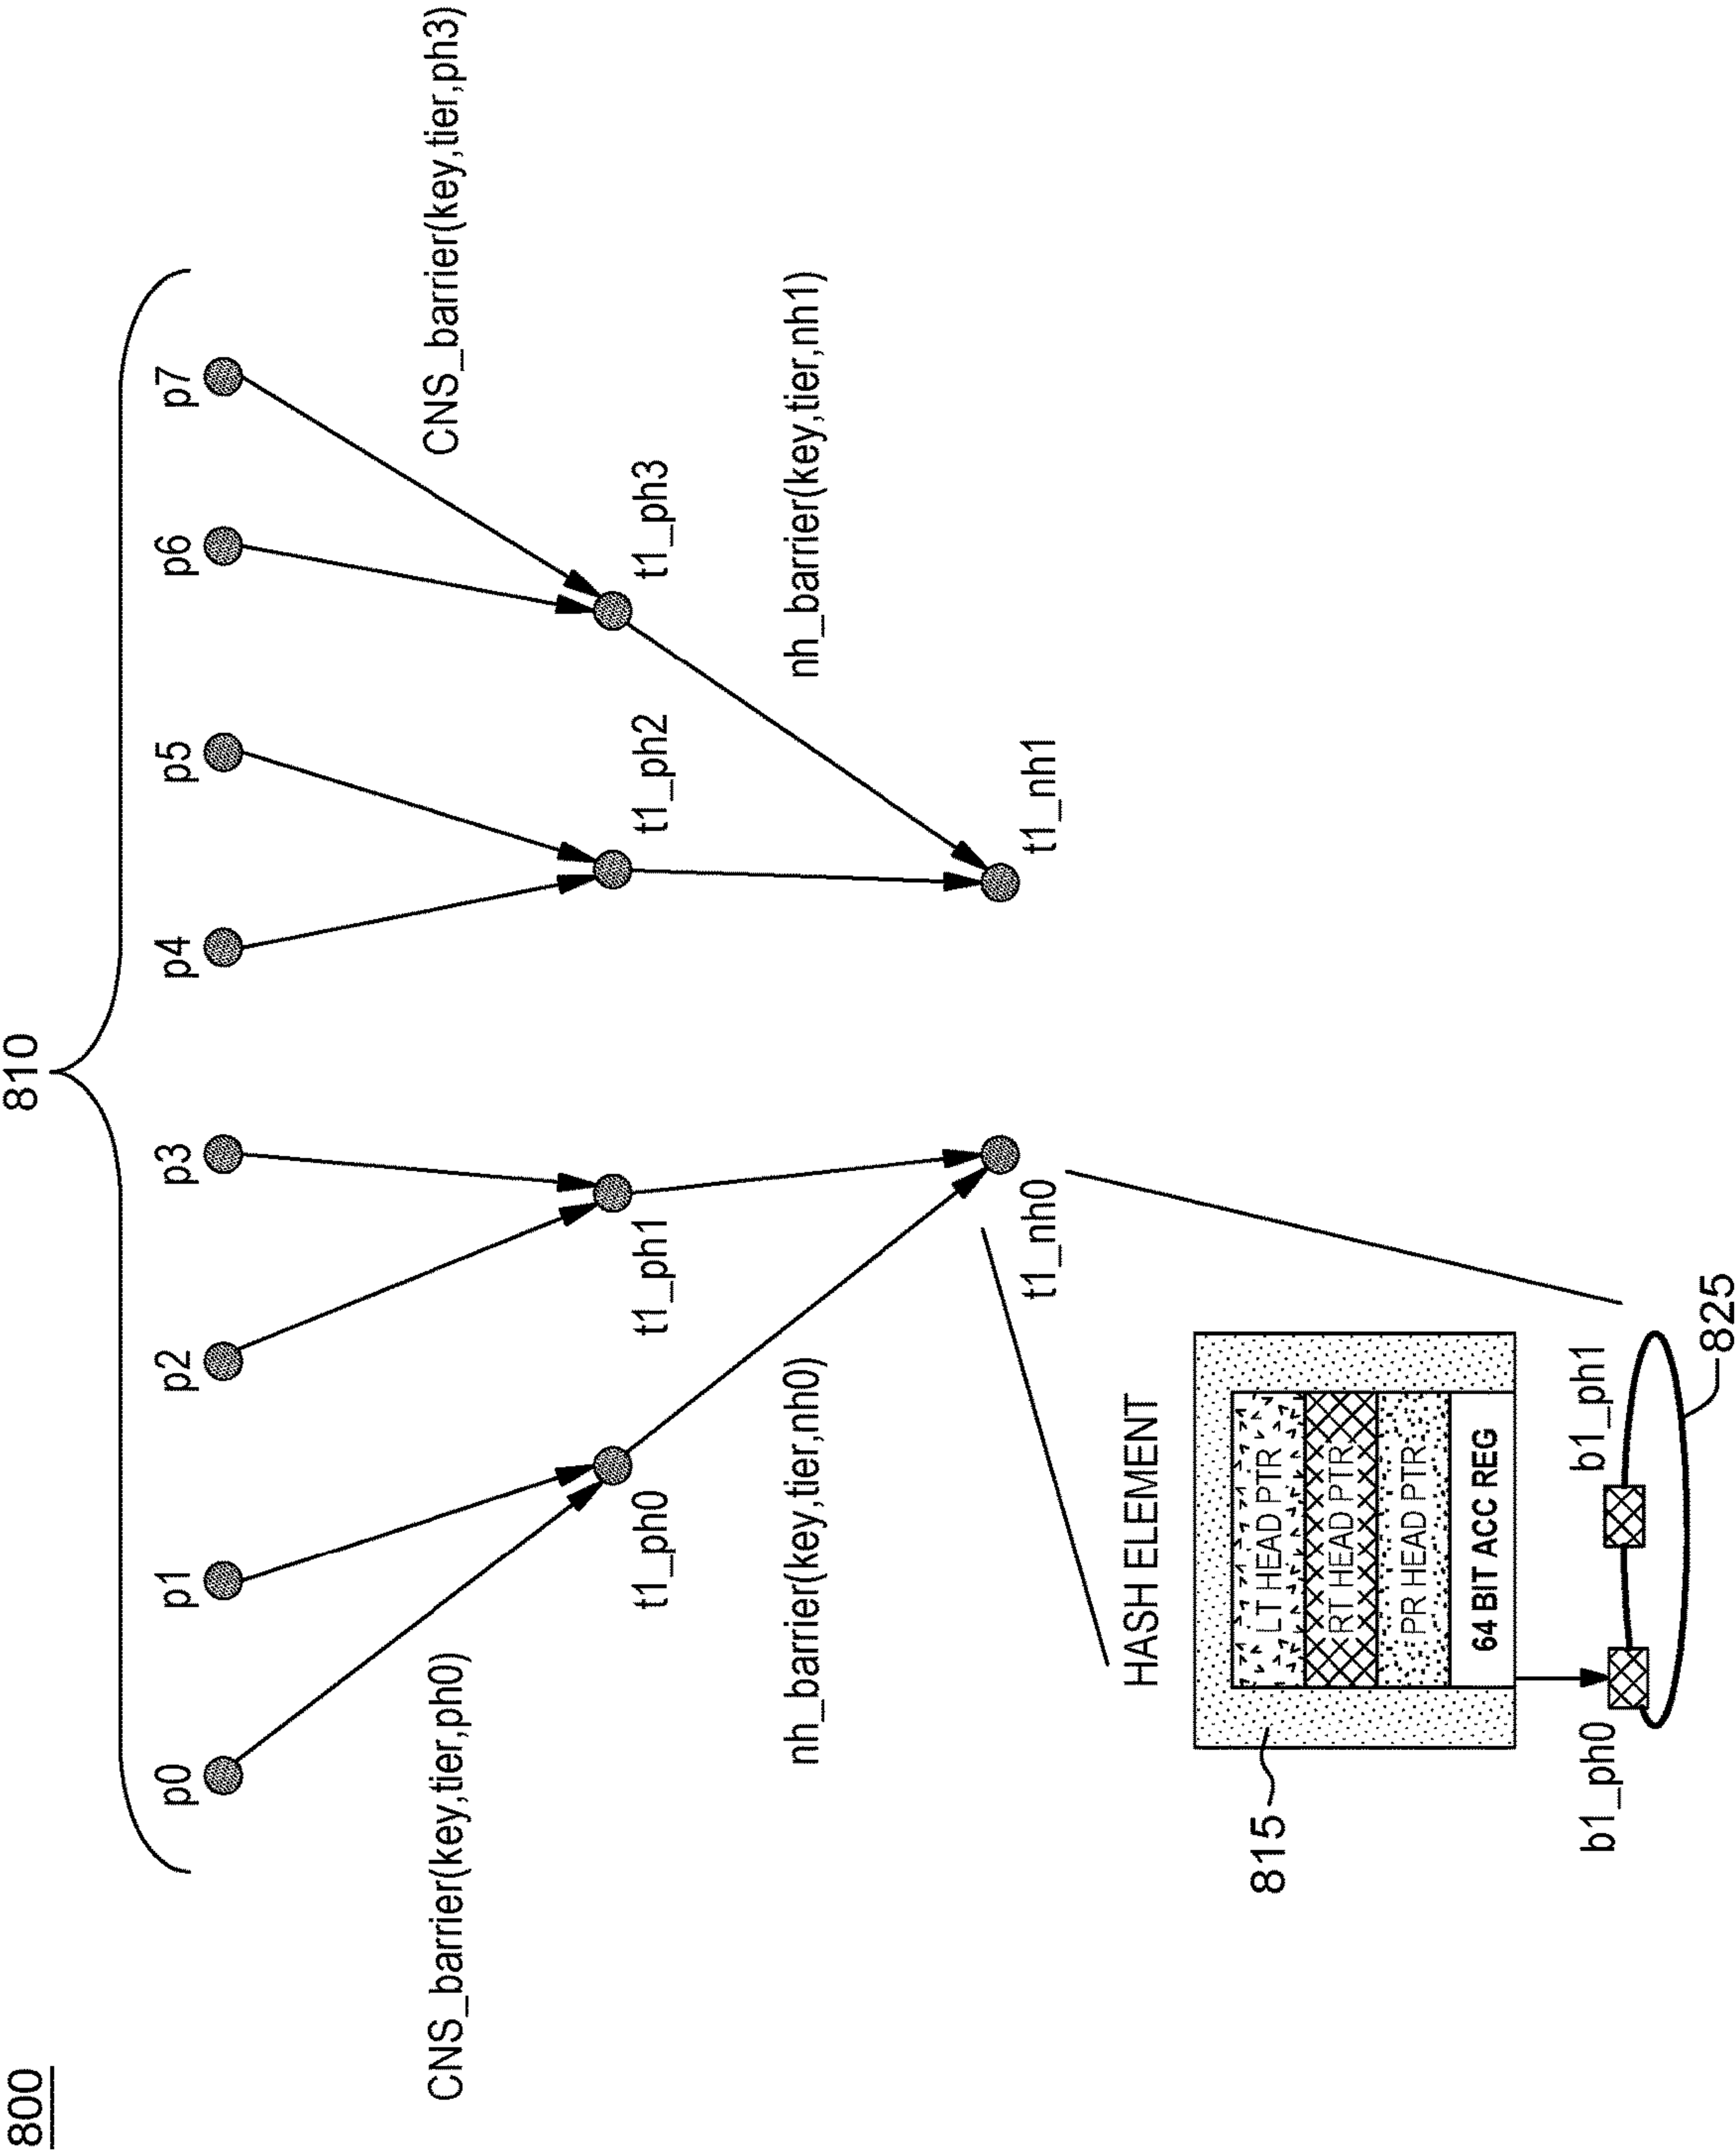 800
810
p0
p1
p2
p3
p4
p5
p6
p7
CNS_barrier(key,tier,ph0)
CNS_barrier(key,tier,ph3)
t1_ph0
t1_ph1
t1_ph2
t1_ph3
nh_barrier(key,tier,nh0)
nh_barrier(key,tier,nh1)
t1_nh0
t1_nh1
HASH ELEMENT
815
LT HEAD PTR
RT HEAD PTR
PR HEAD PTR
64 BIT ACC REG
b1_ph0
b1_ph1
825